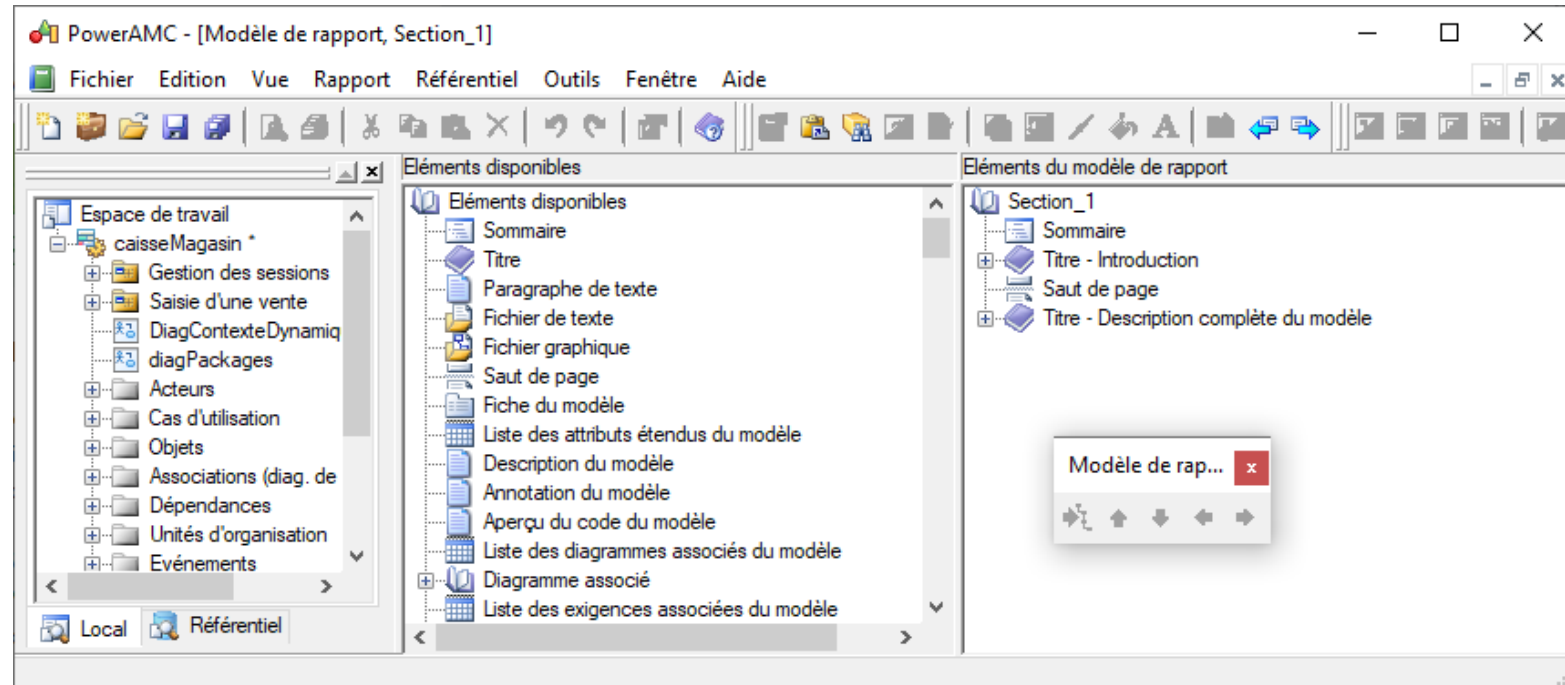 PowerAMC - [Modèle de rapport, Section_1]
Fichier Edition Vue Rapport Référentiel Outils Fenêtre Aide
Espace de travail
caisseMagasin *
Gestion des sessions
Saisie d'une vente
DiagContexteDynamiq
diagPackages
Acteurs
Cas d'utilisation
Objets
Associations (diag. de
Dépendances
Unités d'organisation
Evénements
Local Référentiel
Eléments disponibles
Eléments disponibles
Sommaire
Titre
Paragraphe de texte
Fichier de texte
Fichier graphique
Saut de page
Fiche du modèle
Liste des attributs étendus du modèle
Description du modèle
Annotation du modèle
Aperçu du code du modèle
Liste des diagrammes associés du modèle
Diagramme associé
Liste des exigences associées du modèle
Eléments du modèle de rapport
Section_1
Sommaire
Titre - Introduction
Saut de page
Titre - Description complète du modèle
Modèle de rap...